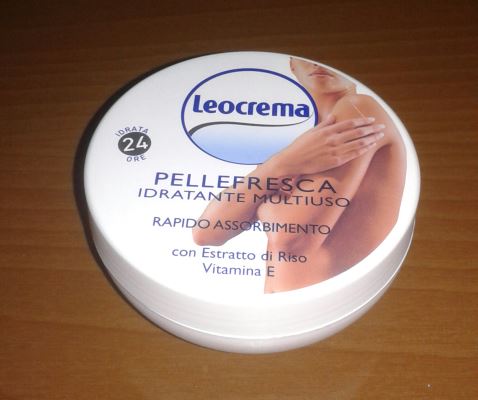 Leocrema
IDRATA
24
ORE
PELLEFRESCA
IDRATANTE MULTIUSO
RAPIDO ASSORBIMENTO
con Estratto di Riso
Vitamina E